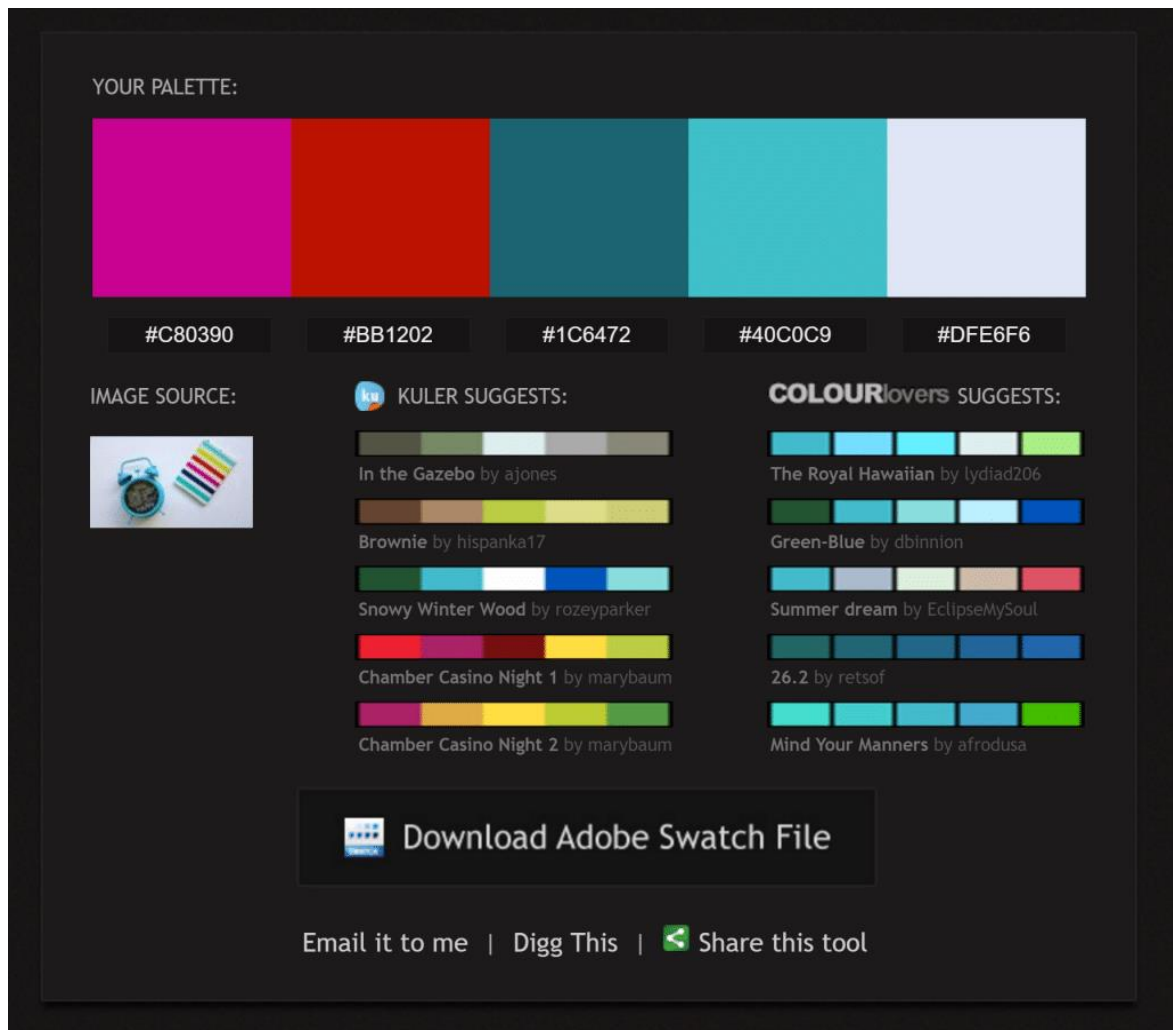 YOUR PALETTE:
#C80390 #BB1202 #1C6472 #40C0C9 #DFE6F6
IMAGE SOURCE:
ku KULER SUGGESTS:
In the Gazebo by ajones
Brownie by hispanka17
Snowy Winter Wood by rozeyparker
Chamber Casino Night 1 by marybaum
Chamber Casino Night 2 by marybaum
COLOURlovers SUGGESTS:
The Royal Hawaiian by lydiad206
Green-Blue by dbinnion
Summer dream by EclipseMySoul
26.2 by retsof
Mind Your Manners by afrodusa
Download Adobe Swatch File
Email it to me | Digg This | Share this tool